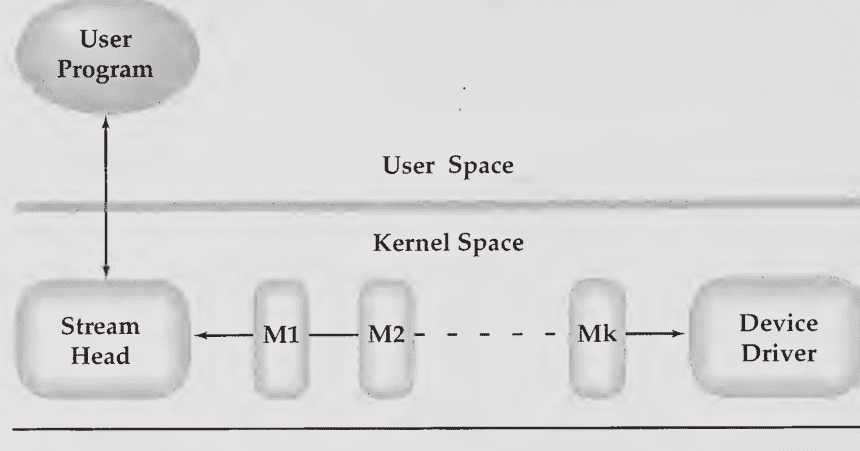 User
Program
User Space
Kernel Space
Stream
Head
M1
M2
Mk
Device
Driver